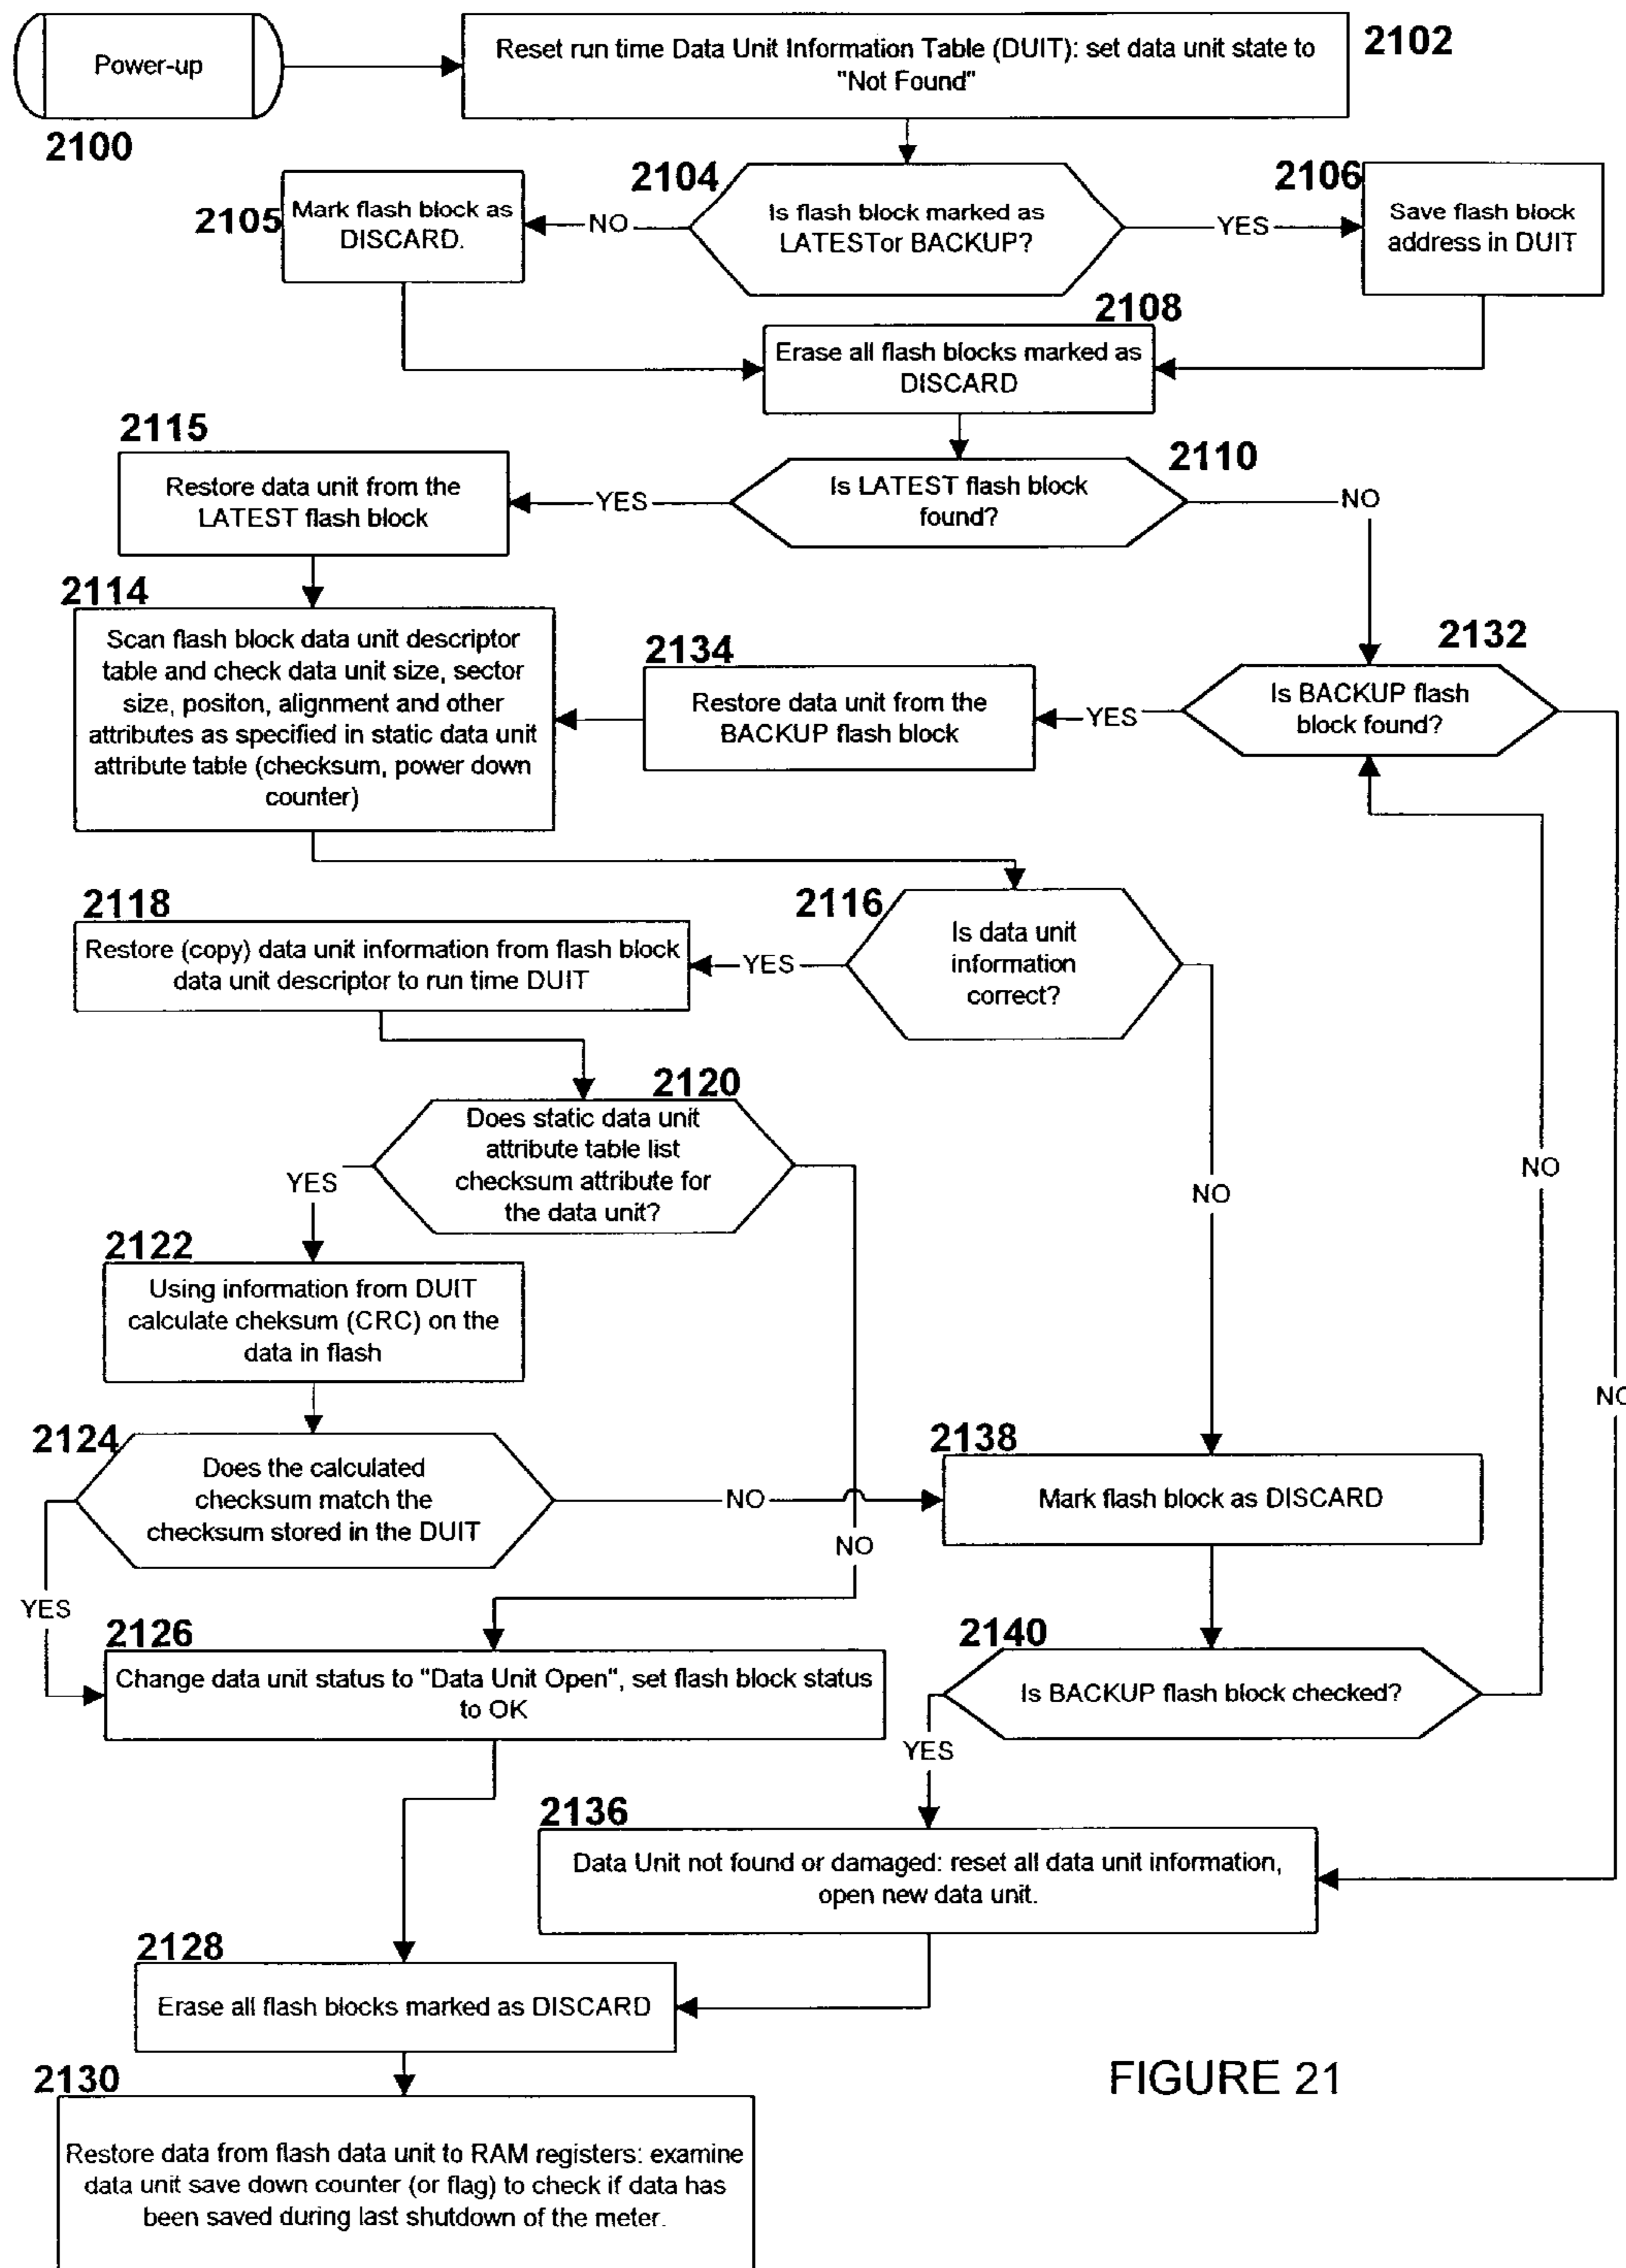 Power-up
2100
Reset run time Data Unit Information Table (DUIT): set data unit state to
"Not Found"
2102
2104
Is flash block marked as
LATESTor BACKUP?
NO
2105
Mark flash block as
DISCARD.
YES
2106
Save flash block
address in DUIT
2108
Erase all flash blocks marked as
DISCARD
2110
Is LATEST flash block
found?
YES
NO
2115
Restore data unit from the
LATEST flash block
2114
Scan flash block data unit descriptor
table and check data unit size, sector
size, positon, alignment and other
attributes as specified in static data unit
attribute table (checksum, power down
counter)
2134
Restore data unit from the
BACKUP flash block
YES
2132
Is BACKUP flash
block found?
2116
Is data unit
information
correct?
YES
2118
Restore (copy) data unit information from flash block
data unit descriptor to run time DUIT
2120
Does static data unit
attribute table list
checksum attribute for
the data unit?
YES
NO
NO
2122
Using information from DUIT
calculate cheksum (CRC) on the
data in flash
NO
2124
Does the calculated
checksum match the
checksum stored in the DUIT
NO
2138
Mark flash block as DISCARD
NO
YES
2126
Change data unit status to "Data Unit Open", set flash block status
to OK
2140
Is BACKUP flash block checked?
YES
2136
Data Unit not found or damaged: reset all data unit information,
open new data unit.
2128
Erase all flash blocks marked as DISCARD
2130
Restore data from flash data unit to RAM registers: examine
data unit save down counter (or flag) to check if data has
been saved during last shutdown of the meter.
FIGURE 21